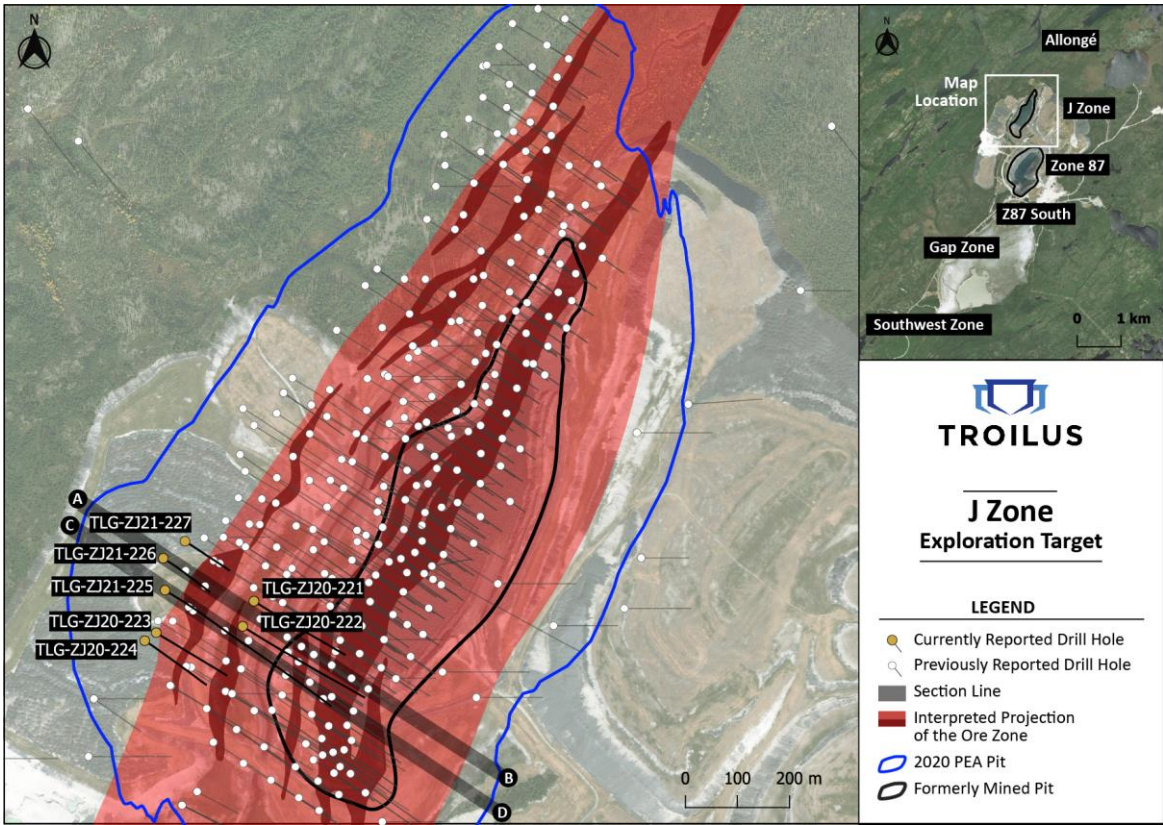 N
A
C
TLG-ZJ21-227
TLG-ZJ21-226
TLG-ZJ21-225
TLG-ZJ20-223
TLG-ZJ20-224
TLG-ZJ20-221
TLG-ZJ20-222
B
D
0 100 200 m
N
Allongé
Map
Location
J Zone
Zone 87
Z87 South
Gap Zone
Southwest Zone
0 1 km
TROILUS
J Zone
Exploration Target
LEGEND
Currently Reported Drill Hole
Previously Reported Drill Hole
Section Line
Interpreted Projection
of the Ore Zone
2020 PEA Pit
Formerly Mined Pit